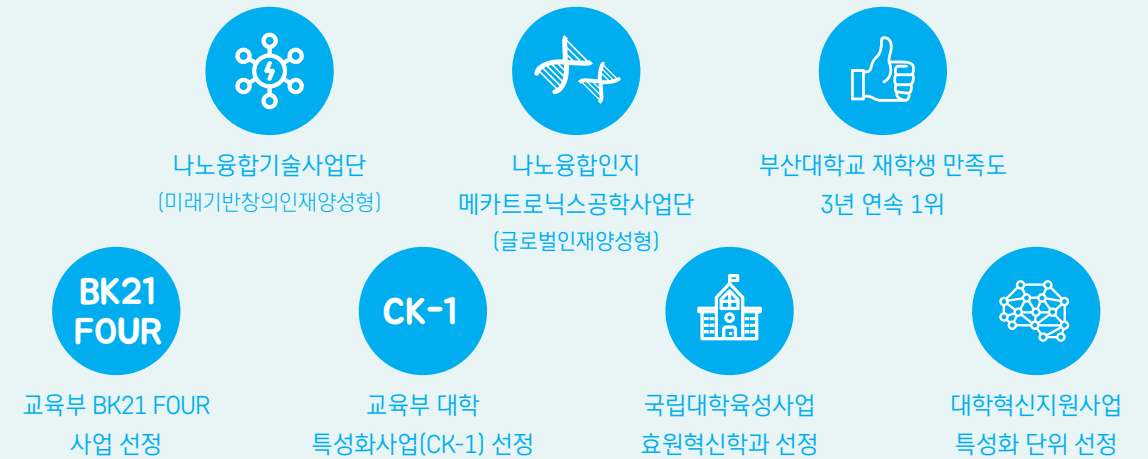 나노융합기술사업단
(미래기반창의인재양성형)
나노융합인지
메카트로닉스공학사업단
(글로벌인재양성형)
부산대학교 재학생 만족도
3년 연속 1위
BK21
FOUR
교육부 BK21 FOUR
사업 선정
CK-1
교육부 대학
특성화사업(CK-1) 선정
국립대학육성사업
효원혁신학과 선정
대학혁신지원사업
특성화 단위 선정